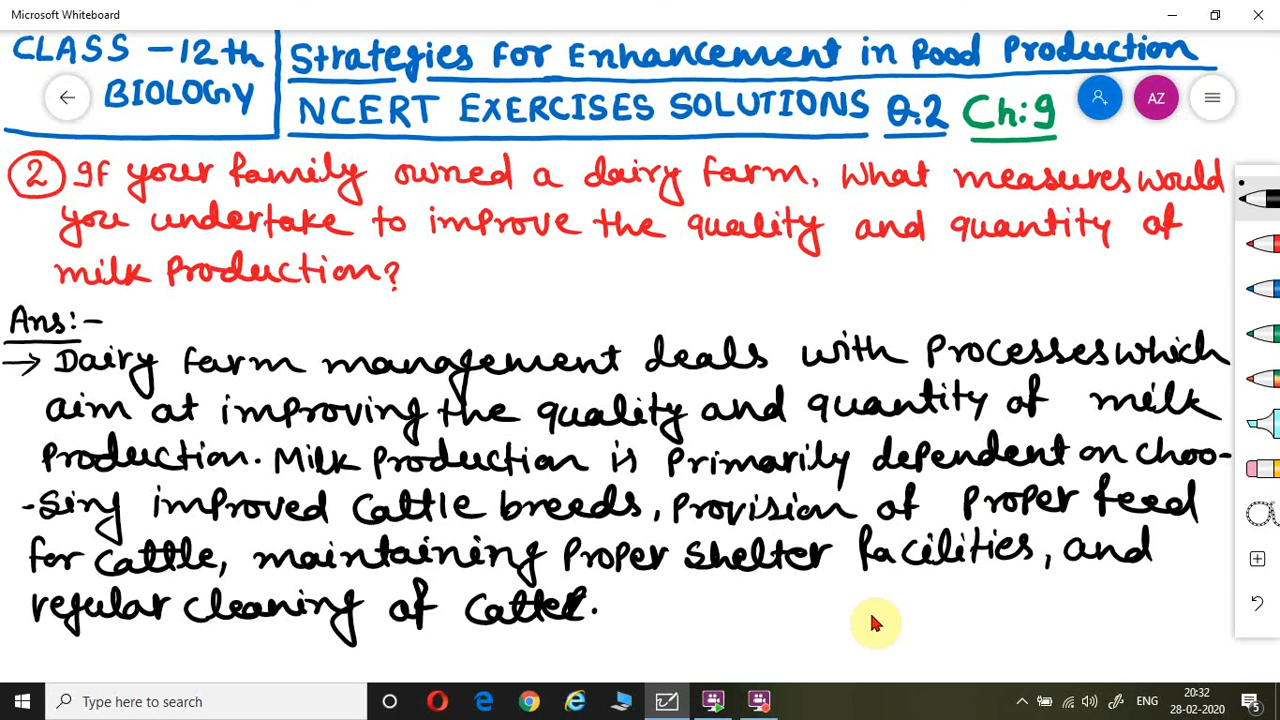 Microsoft Whiteboard
CLASS - 12th
BIOLOGY
Strategies for Enhancement in Food Production
NCERT EXERCISES SOLUTIONS Q.2 Ch:9
AZ
2 If your family owned a dairy farm, what measures would
you undertake to improve the quality and quantity of
milk production?
Ans:-
→ Dairy farm management deals with processes which
aim at improving the quality and quantity of milk
production. Milk production is primarily dependent on choo-
-sing improved cattle breeds, provision of proper feed
for cattle, maintaining proper shelter facilities, and
regular cleaning of cattle.
Type here to search
ENG
20:32
28-02-2020
5